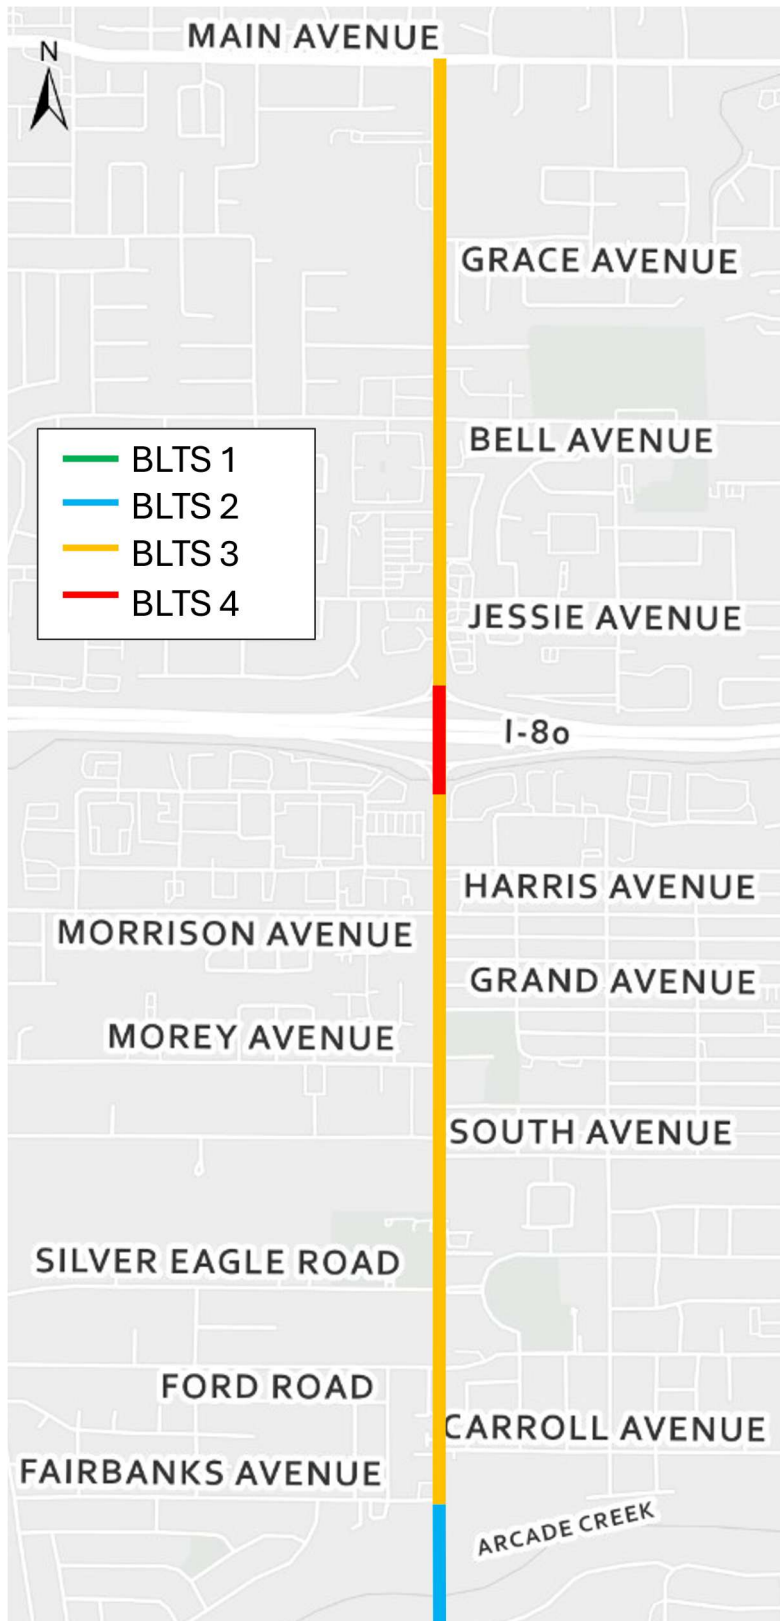 MAIN AVENUE
N
GRACE AVENUE
BELL AVENUE
BLTS 1
BLTS 2
BLTS 3
BLTS 4
JESSIE AVENUE
I-80
HARRIS AVENUE
MORRISON AVENUE
GRAND AVENUE
MOREY AVENUE
SOUTH AVENUE
SILVER EAGLE ROAD
FORD ROAD
CARROLL AVENUE
FAIRBANKS AVENUE
ARCADE CREEK